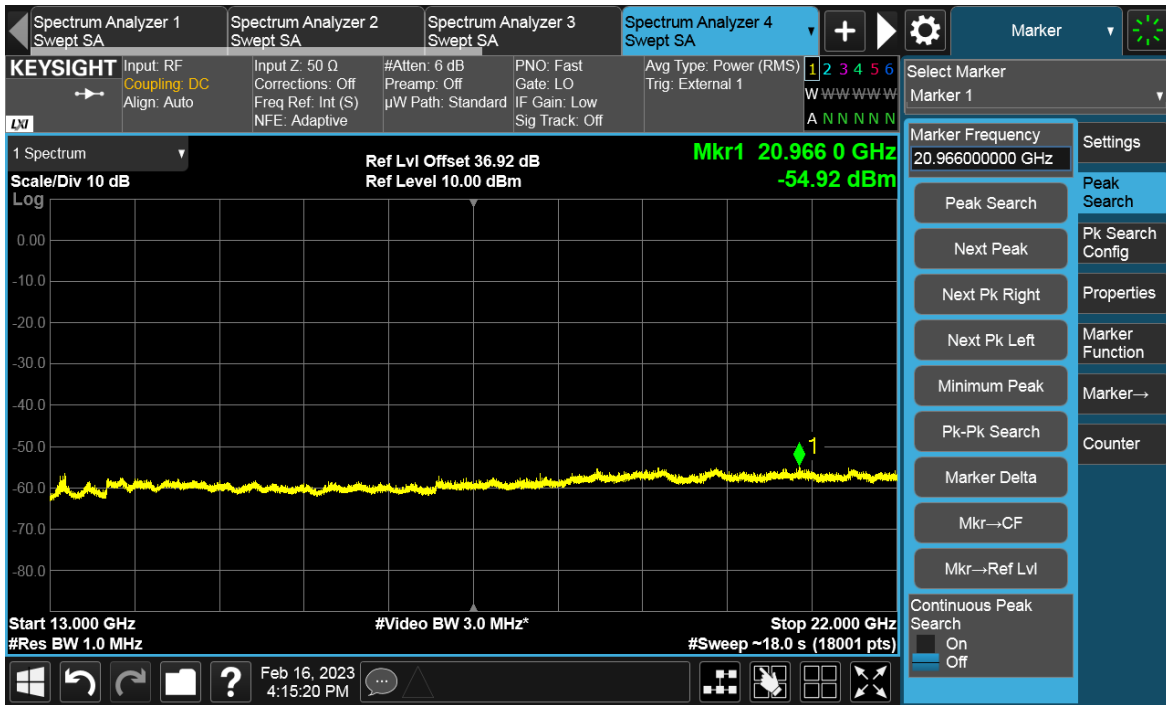 Spectrum Analyzer 1
Swept SA
Spectrum Analyzer 2
Swept SA
Spectrum Analyzer 3
Swept SA
Spectrum Analyzer 4
Swept SA
+
Marker
KEYSIGHT
LXI
Input: RF
Coupling: DC
Align: Auto
Input Z: 50 Ω
Corrections: Off
Freq Ref: Int (S)
NFE: Adaptive
#Atten: 6 dB
Preamp: Off
µW Path: Standard
PNO: Fast
Gate: LO
IF Gain: Low
Sig Track: Off
Avg Type: Power (RMS)
Trig: External 1
1 2 3 4 5 6
W W W W W W
A N N N N N
Select Marker
Marker 1
1 Spectrum
Scale/Div 10 dB
Log
Ref Lvl Offset 36.92 dB
Ref Level 10.00 dBm
Mkr1 20.966 0 GHz
-54.92 dBm
0.00
-10.0
-20.0
-30.0
-40.0
-50.0
-60.0
-70.0
-80.0
1
Start 13.000 GHz
#Res BW 1.0 MHz
#Video BW 3.0 MHz*
Stop 22.000 GHz
#Sweep ~18.0 s (18001 pts)
Marker Frequency
20.966000000 GHz
Peak Search
Next Peak
Next Pk Right
Next Pk Left
Minimum Peak
Pk-Pk Search
Marker Delta
Mkr→CF
Mkr→Ref Lvl
Continuous Peak
Search
On
Off
Settings
Peak
Search
Pk Search
Config
Properties
Marker
Function
Marker→
Counter
?
Feb 16, 2023
4:15:20 PM